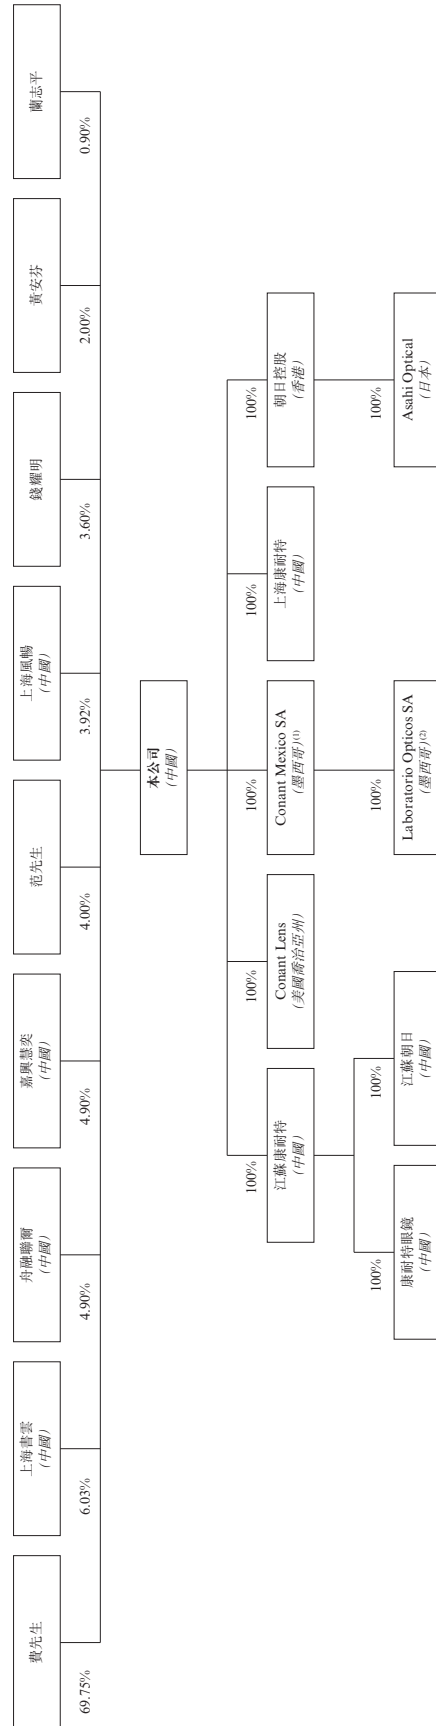 費先生
上海書雲
(中國)
舟融聯爾
(中國)
嘉興慧奕
(中國)
范先生
上海風暢
(中國)
錢耀明
黃安芬
蘭志平
69.75%
6.03%
4.90%
4.90%
4.00%
3.92%
3.60%
2.00%
0.90%
本公司
(中國)
100%
100%
100%
100%
100%
江蘇康耐特
(中國)
Conant Lens
(美國喬治亞州)
Conant Mexico SA
(墨西哥)(1)
上海康耐特
(中國)
朝日控股
(香港)
100%
100%
100%
100%
康耐特眼鏡
(中國)
江蘇朝日
(中國)
Laboratorio Opticos SA
(墨西哥)(2)
Asahi Optical
(日本)